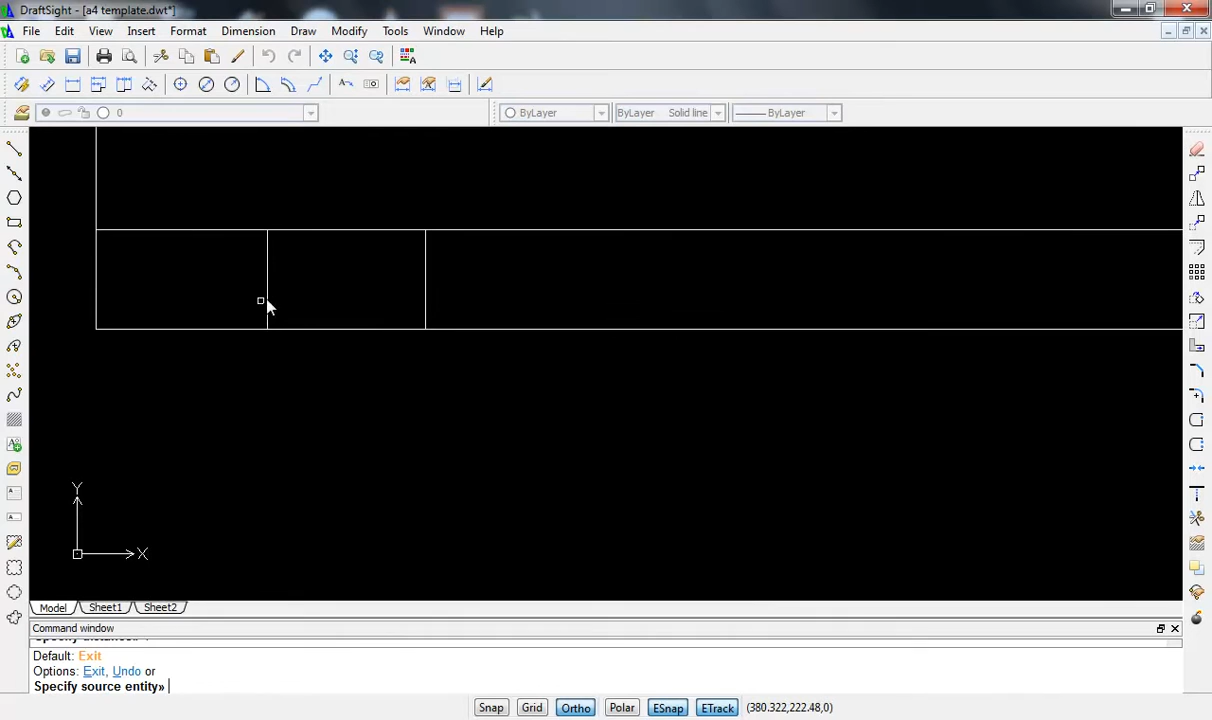 DraftSight - [a4 template.dwt*]
File Edit View Insert Format Dimension Draw Modify Tools Window Help
0 ByLayer ByLayer Solid line ByLayer
Y
X
Model Sheet1 Sheet2
Command window
Default: Exit
Options: Exit, Undo or
Specify source entity»
Snap Grid Ortho Polar ESnap ETrack (380.322,222.48,0)